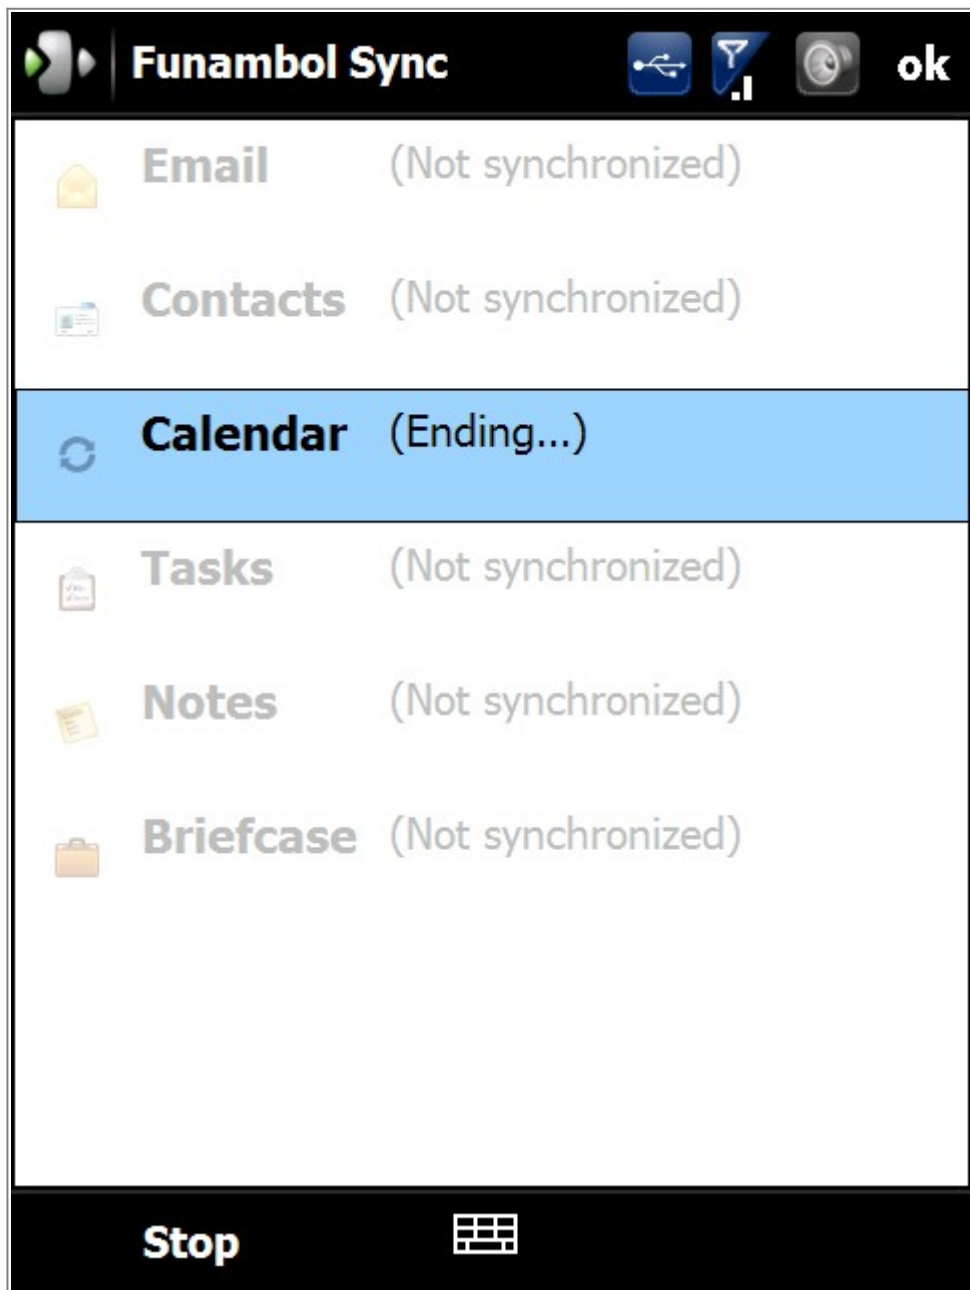 Funambol Sync ok
Email (Not synchronized)
Contacts (Not synchronized)
Calendar (Ending...)
Tasks (Not synchronized)
Notes (Not synchronized)
Briefcase (Not synchronized)
Stop